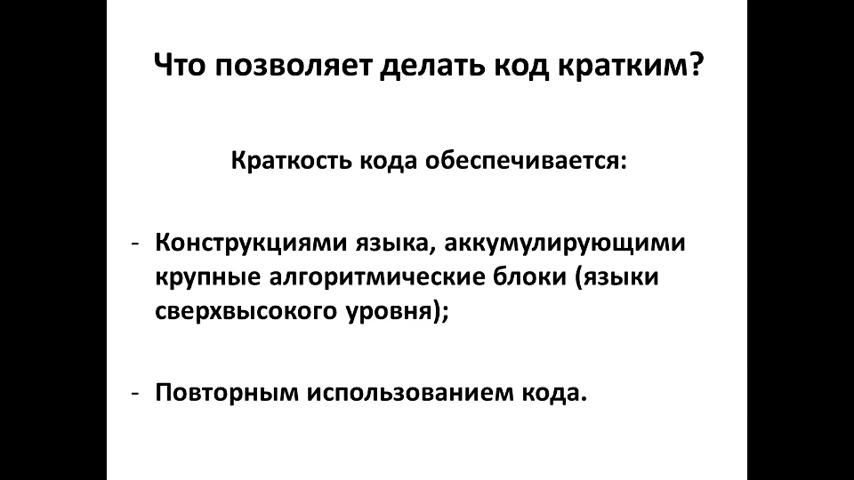 Что позволяет делать код кратким?
Краткость кода обеспечивается:
- Конструкциями языка, аккумулирующими
крупные алгоритмические блоки (языки
сверхвысокого уровня);
- Повторным использованием кода.